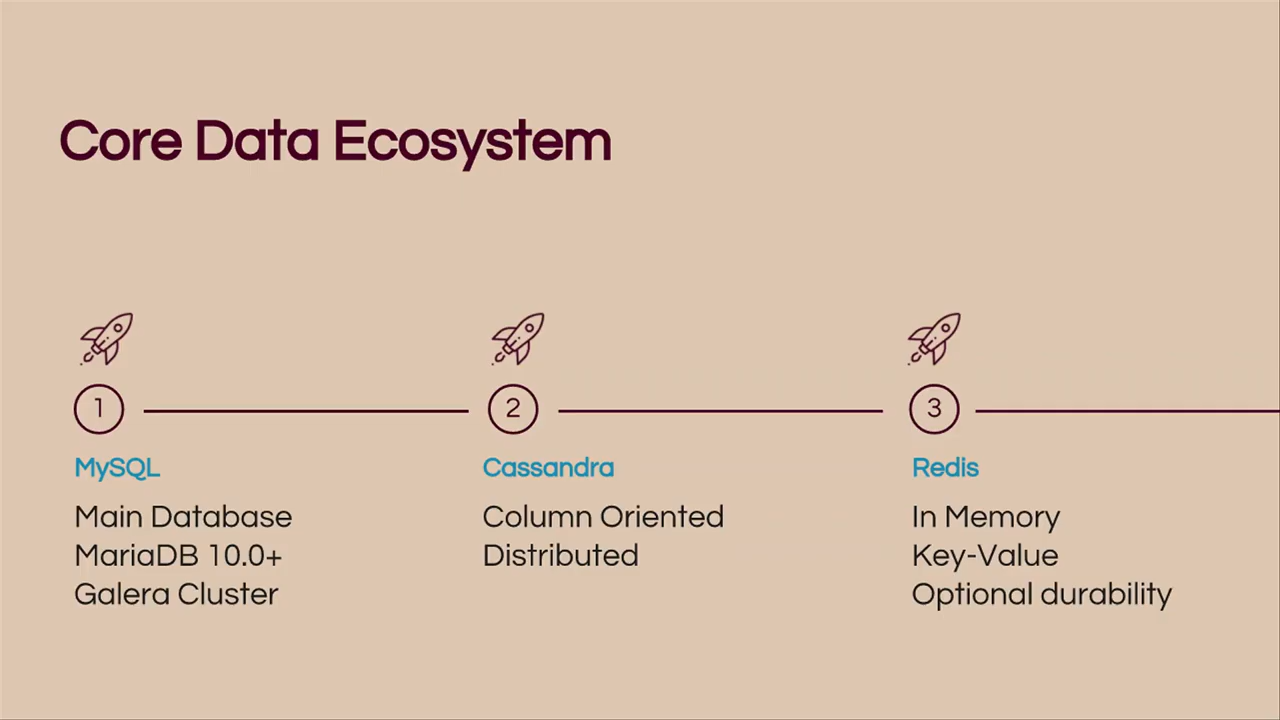 Core Data Ecosystem
1
2
3
MySQL
Main Database
MariaDB 10.0+
Galera Cluster
Cassandra
Column Oriented
Distributed
Redis
In Memory
Key-Value
Optional durability